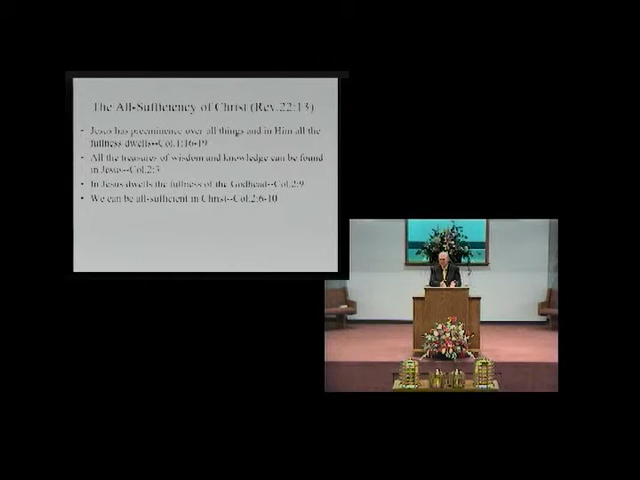 The All-Sufficiency of Christ (Rev.22:13)
• Jesus has preeminence over all things and in Him all the
fullness dwells--Col.1:16-19
• All the treasures of wisdom and knowledge can be found
in Jesus--Col.2:3
• In Jesus dwells the fullness of the Godhead--Col.2:9
• We can be all-sufficient in Christ--Col.2:6-10